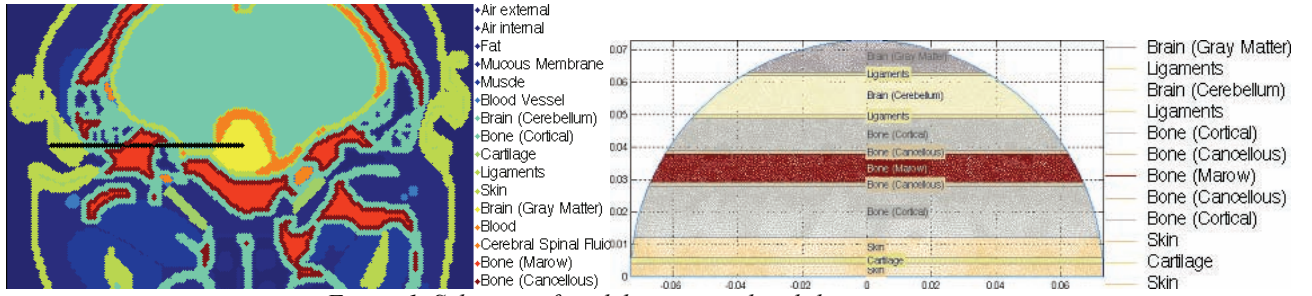 Air external
Air internal
Fat
Mucous Membrane
Muscle
Blood Vessel
Brain (Cerebellum)
Bone (Cortical)
Cartilage
Ligaments
Skin
Brain (Gray Matter)
Blood
Cerebral Spinal Fluid
Bone (Marow)
Bone (Cancellous)
0.07
0.06
0.05
0.04
0.03
0.02
0.01
0
-0.06
-0.04
-0.02
0
0.02
0.04
0.06
Brain (Gray Matter)
Ligaments
Brain (Cerebellum)
Ligaments
Bone (Cortical)
Bone (Cancellous)
Bone (Marow)
Bone (Cancellous)
Bone (Cortical)
Skin
Cartilage
Skin
Brain (Gray Matter)
Ligaments
Brain (Cerebellum)
Ligaments
Bone (Cortical)
Bone (Cancellous)
Bone (Marow)
Bone (Cancellous)
Bone (Cortical)
Skin
Cartilage
Skin